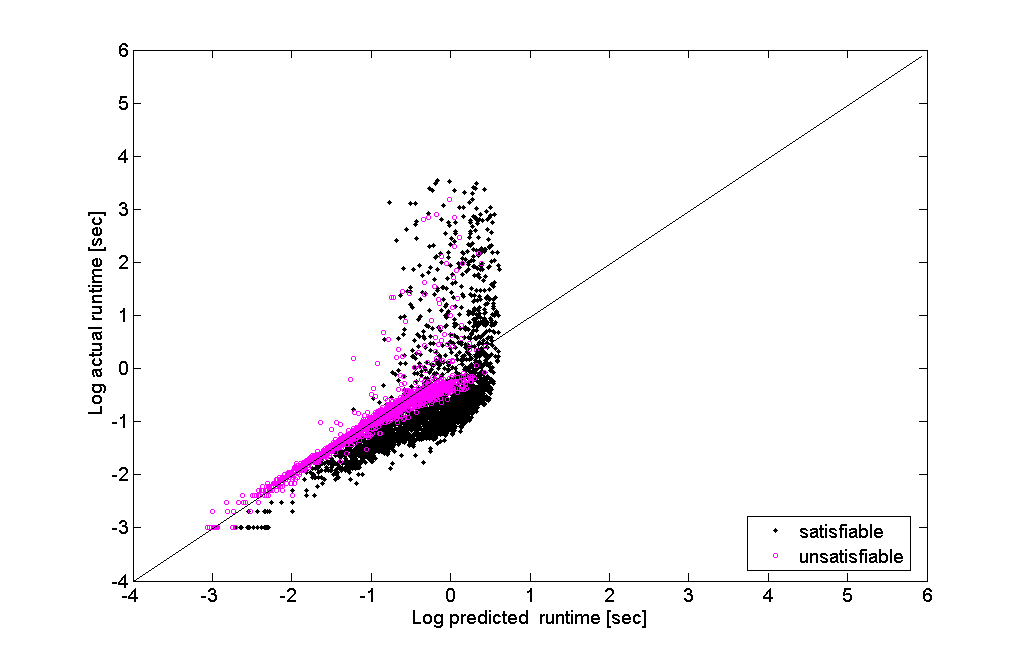 6
5
4
3
2
1
0
-1
-2
-3
-4
Log actual runtime [sec]
-4 -3 -2 -1 0 1 2 3 4 5 6
Log predicted  runtime [sec]
satisfiable
unsatisfiable